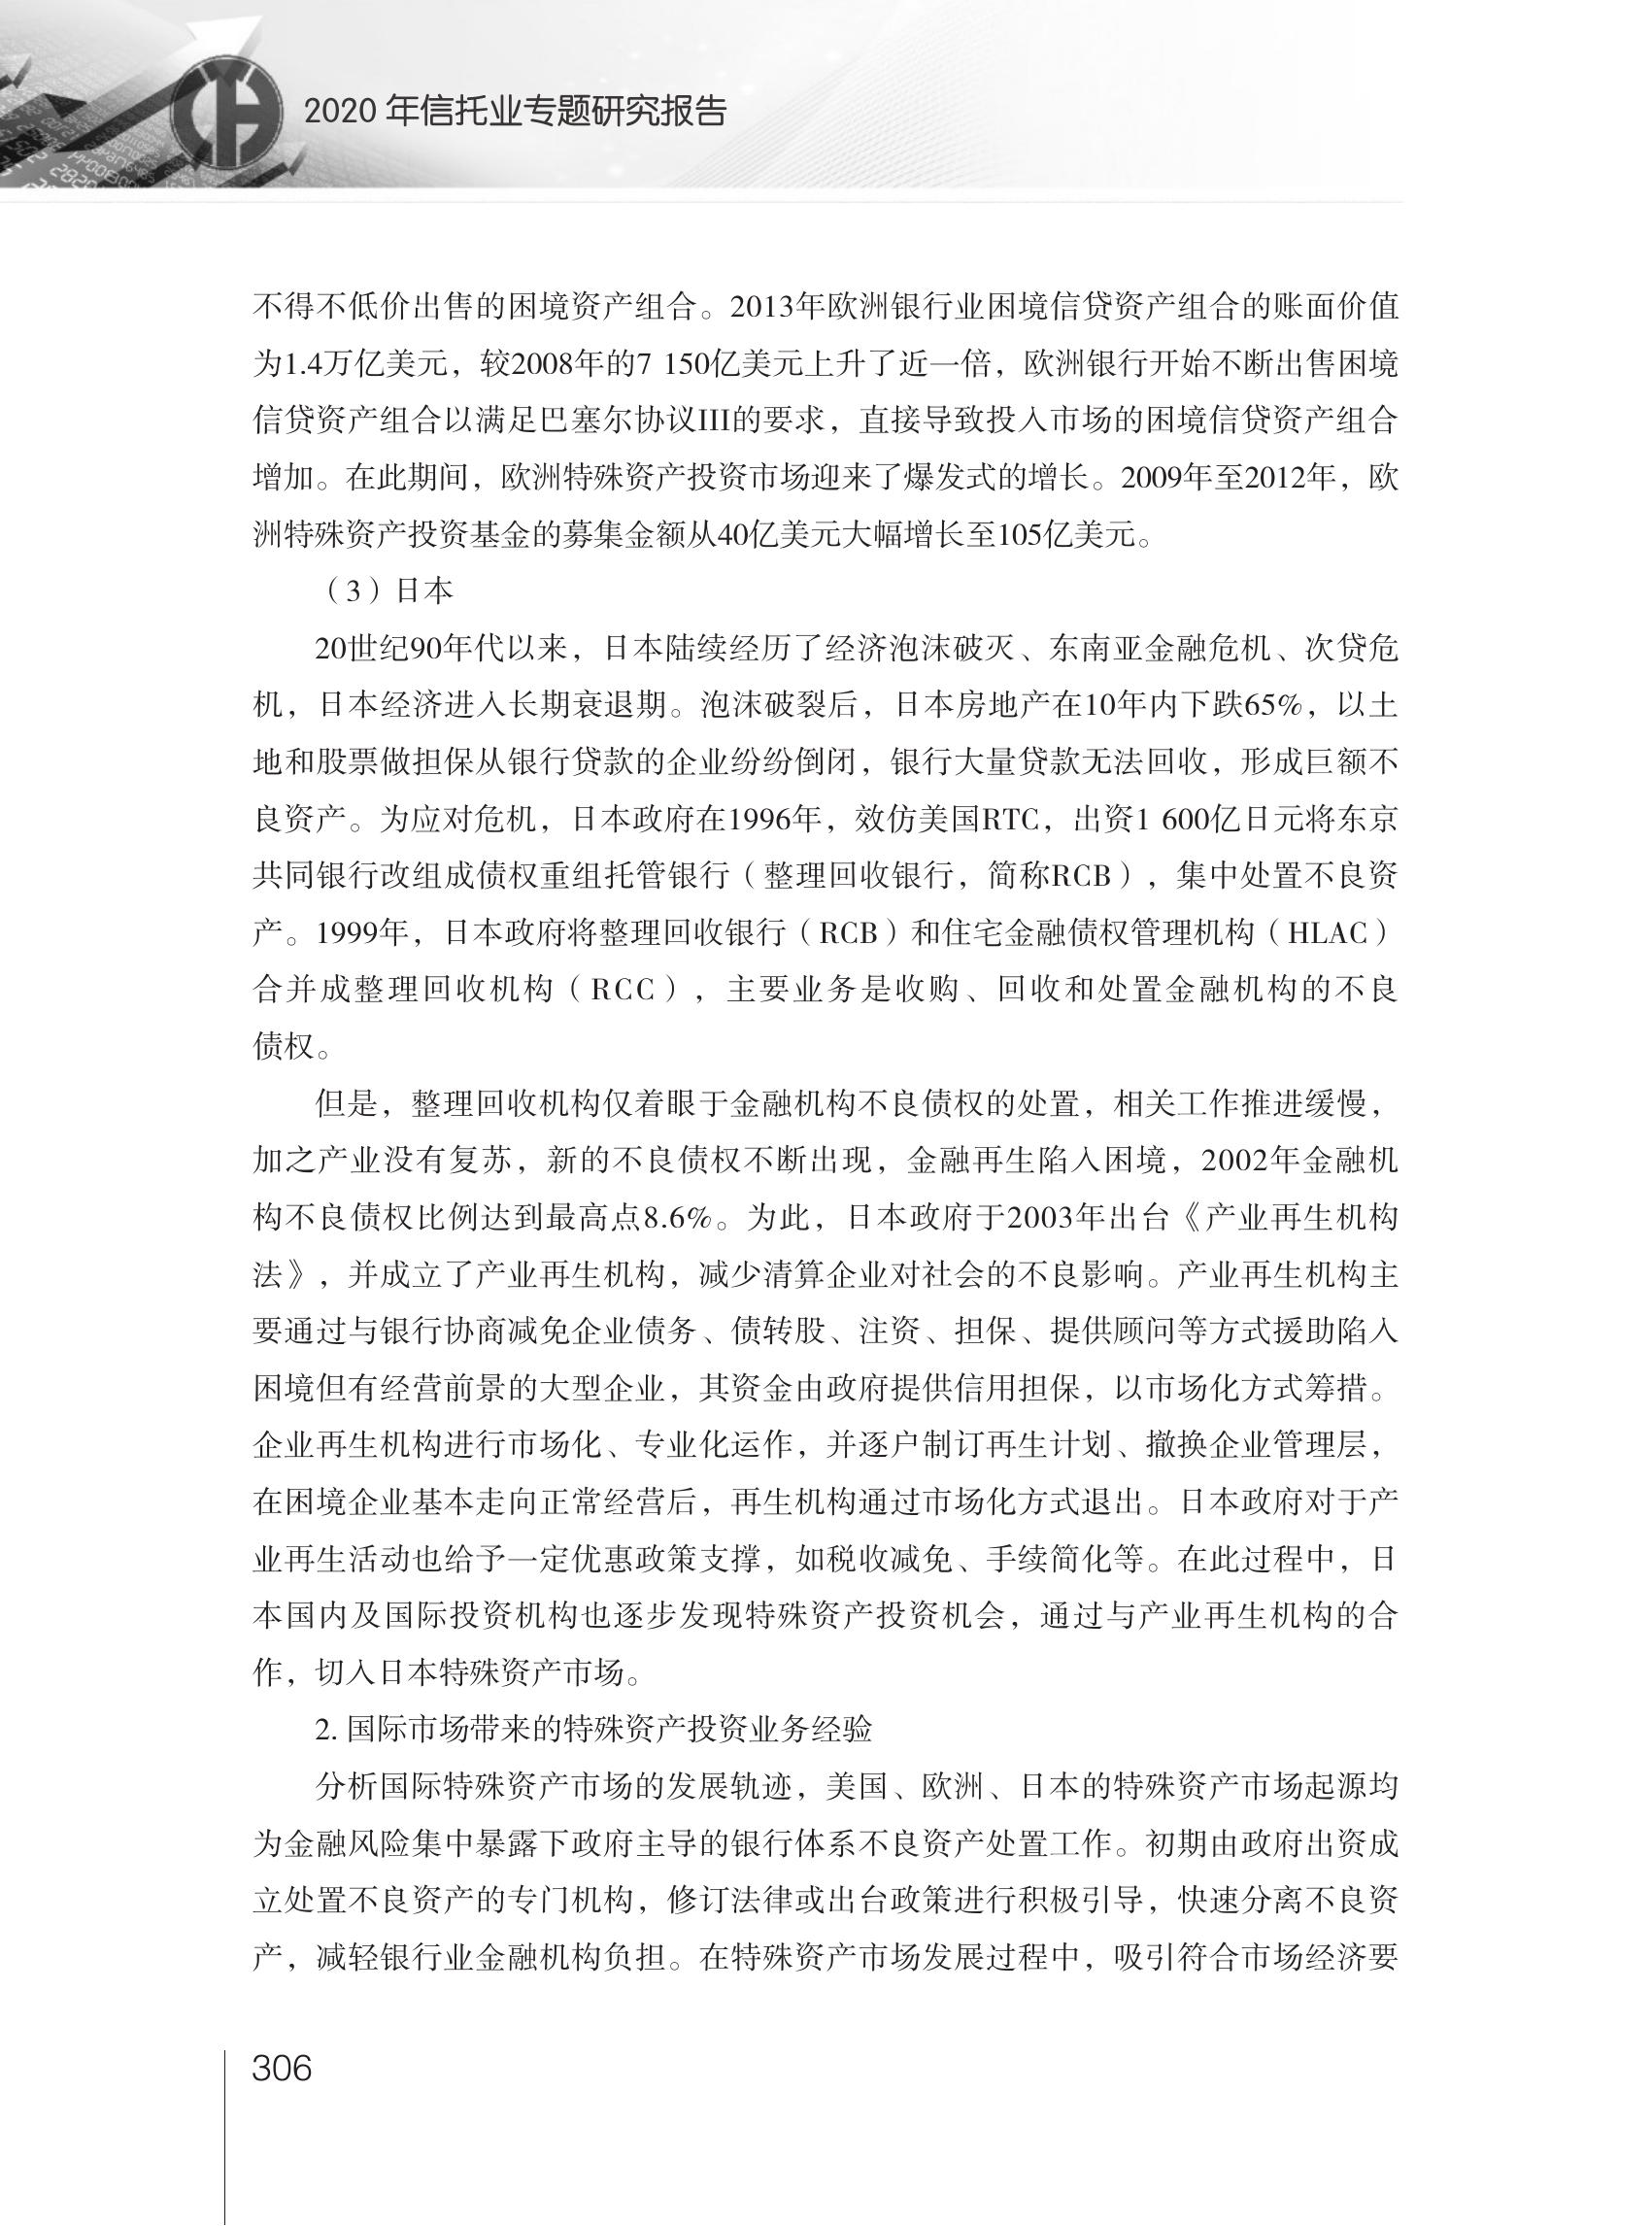 2020 年信托业专题研究报告
不得不低价出售的困境资产组合。2013年欧洲银行业困境信贷资产组合的账面价值
为1.4万亿美元，较2008年的7 150亿美元上升了近一倍，欧洲银行开始不断出售困境
信贷资产组合以满足巴塞尔协议III的要求，直接导致投入市场的困境信贷资产组合
增加。在此期间，欧洲特殊资产投资市场迎来了爆发式的增长。2009年至2012年，欧
洲特殊资产投资基金的募集金额从40亿美元大幅增长至105亿美元。
（3）日本
20世纪90年代以来，日本陆续经历了经济泡沫破灭、东南亚金融危机、次贷危
机，日本经济进入长期衰退期。泡沫破裂后，日本房地产在10年内下跌65%，以土
地和股票做担保从银行贷款的企业纷纷倒闭，银行大量贷款无法回收，形成巨额不
良资产。为应对危机，日本政府在1996年，效仿美国RTC，出资1 600亿日元将东京
共同银行改组成债权重组托管银行（整理回收银行，简称RCB），集中处置不良资
产。1999年，日本政府将整理回收银行（RCB）和住宅金融债权管理机构（HLAC）
合并成整理回收机构（RCC），主要业务是收购、回收和处置金融机构的不良
债权。
但是，整理回收机构仅着眼于金融机构不良债权的处置，相关工作推进缓慢，
加之产业没有复苏，新的不良债权不断出现，金融再生陷入困境，2002年金融机
构不良债权比例达到最高点8.6%。为此，日本政府于2003年出台《产业再生机构
法》，并成立了产业再生机构，减少清算企业对社会的不良影响。产业再生机构主
要通过与银行协商减免企业债务、债转股、注资、担保、提供顾问等方式援助陷入
困境但有经营前景的大型企业，其资金由政府提供信用担保，以市场化方式筹措。
企业再生机构进行市场化、专业化运作，并逐户制订再生计划、撤换企业管理层，
在困境企业基本走向正常经营后，再生机构通过市场化方式退出。日本政府对于产
业再生活动也给予一定优惠政策支撑，如税收减免、手续简化等。在此过程中，日
本国内及国际投资机构也逐步发现特殊资产投资机会，通过与产业再生机构的合
作，切入日本特殊资产市场。
2. 国际市场带来的特殊资产投资业务经验
分析国际特殊资产市场的发展轨迹，美国、欧洲、日本的特殊资产市场起源均
为金融风险集中暴露下政府主导的银行体系不良资产处置工作。初期由政府出资成
立处置不良资产的专门机构，修订法律或出台政策进行积极引导，快速分离不良资
产，减轻银行业金融机构负担。在特殊资产市场发展过程中，吸引符合市场经济要
306